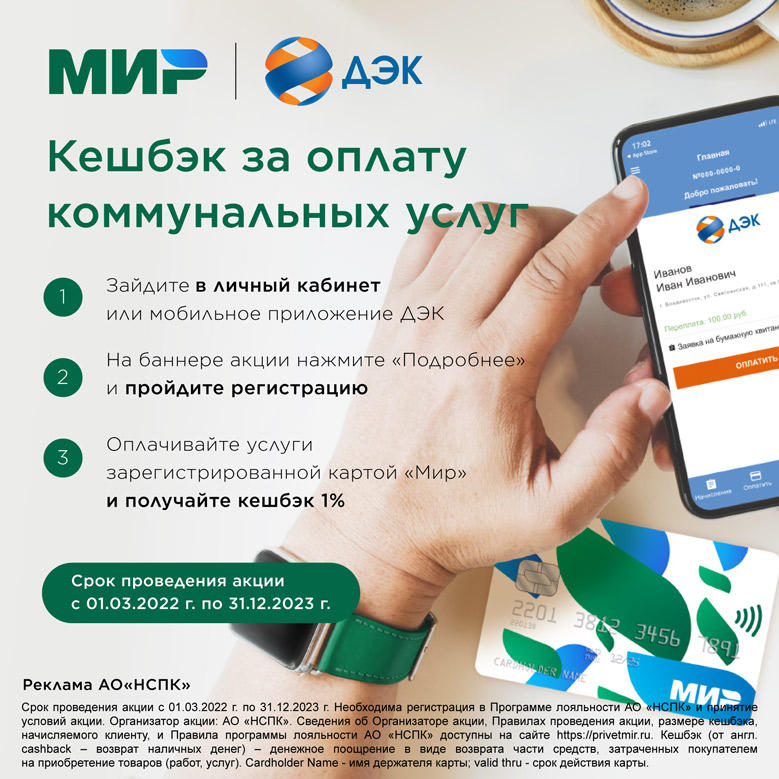 МИР
ДЭК
Кешбэк за оплату
коммунальных услуг
1
Зайдите в личный кабинет
или мобильное приложение ДЭК
2
На баннере акции нажмите «Подробнее»
и пройдите регистрацию
3
Оплачивайте услуги
зарегистрированной картой «Мир»
и получайте кешбэк 1%
Срок проведения акции
с 01.03.2022 г. по 31.12.2023 г.
17:02
App Store
LTE
Главная
№000-0000-0
Добро пожаловать!
ДЭК
Иванов
Иван Иванович
г. Владивосток, ул. Светланская, д.111, кв.
Переплата: 100,00 руб.
Заявка на бумажную квитан
ОПЛАТИТЬ
Начисления
Оплатить
2201 3812 3456 7891
220138
12/25
CARDHOLDER NAME
МИР
Реклама АО«НСПК»
Срок проведения акции с 01.03.2022 г. по 31.12.2023 г. Необходима регистрация в Программе лояльности АО «НСПК» и принятие
условий акции. Организатор акции: АО «НСПК». Сведения об Организаторе акции, Правилах проведения акции, размере кешбэка,
начисляемого клиенту, и Правила программы лояльности АО «НСПК» доступны на сайте https://privetmir.ru. Кешбэк (от англ.
cashback – возврат наличных денег) – денежное поощрение в виде возврата части средств, затраченных покупателем
на приобретение товаров (работ, услуг). Cardholder Name - имя держателя карты; valid thru - срок действия карты.